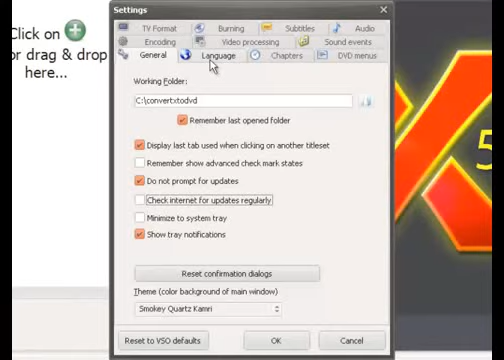 Click on
or drag & drop
here...
Settings
TV Format
Burning
Subtitles
Audio
Encoding
Video processing
Sound events
General
Language
Chapters
DVD menus
Working Folder:
C:\convertxtodvd
Remember last opened folder
Display last tab used when clicking on another titleset
Remember show advanced check mark states
Do not prompt for updates
Check internet for updates regularly
Minimize to system tray
Show tray notifications
Reset confirmation dialogs
Theme (color background of main window)
Smokey Quartz Kamri
Reset to VSO defaults
OK
Cancel
X
5